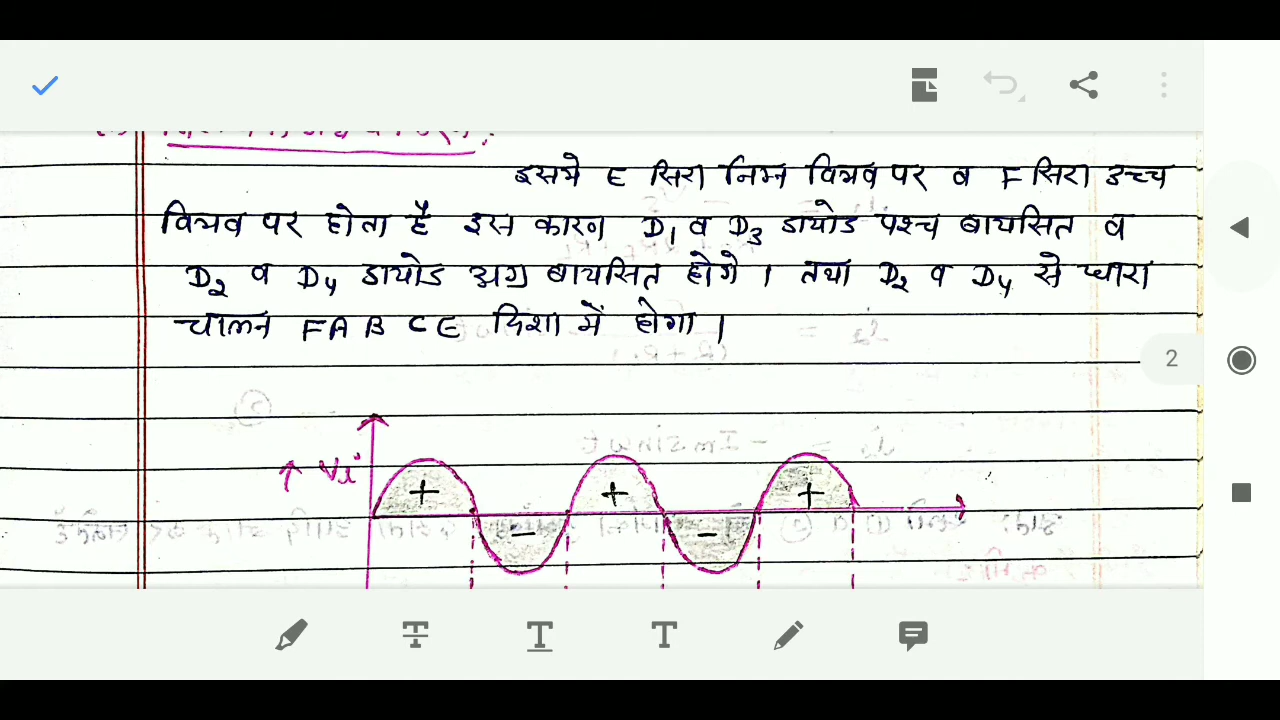 इसमे E सिरा निम्न विभव पर व F सिरा उच्च
विभव पर होता है इस कारण D₁ व D₃ डायोड पश्च बायसित व
D₂ व D₄ डायोड अग्र बायसित होगे । तथा D₂ व D₄ से धारा
चालन F A B C E दिशा में होगा ।
2
↑ Vi
+ + +
- -